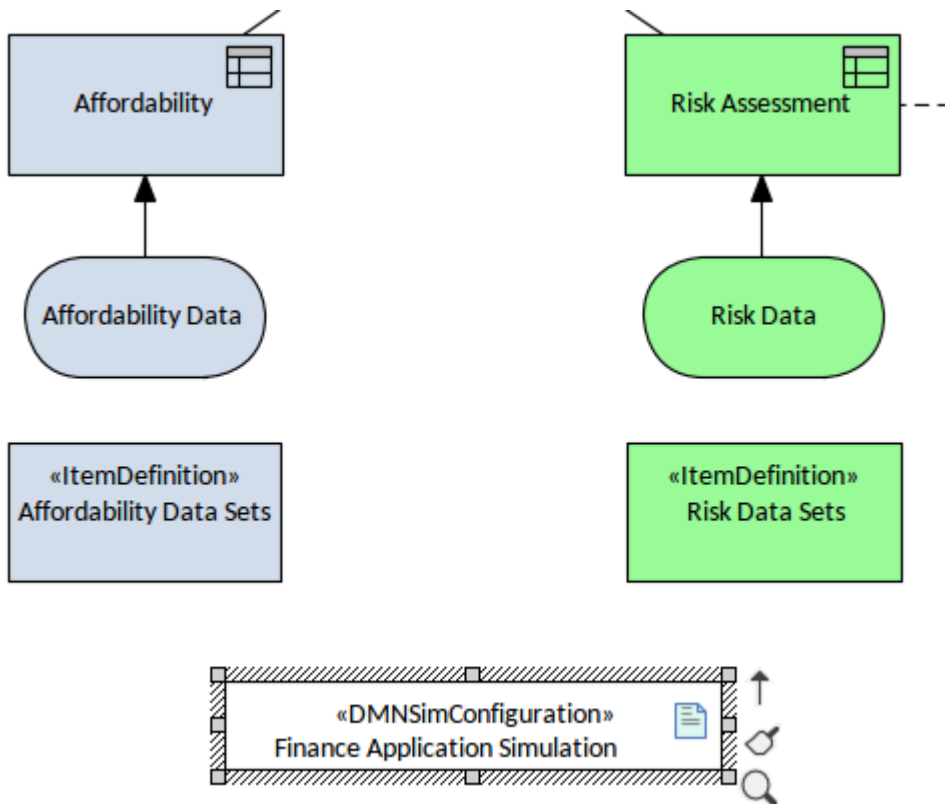 Affordability
Risk Assessment
Affordability Data
Risk Data
«ItemDefinition»
Affordability Data Sets
«ItemDefinition»
Risk Data Sets
«DMNSimConfiguration»
Finance Application Simulation